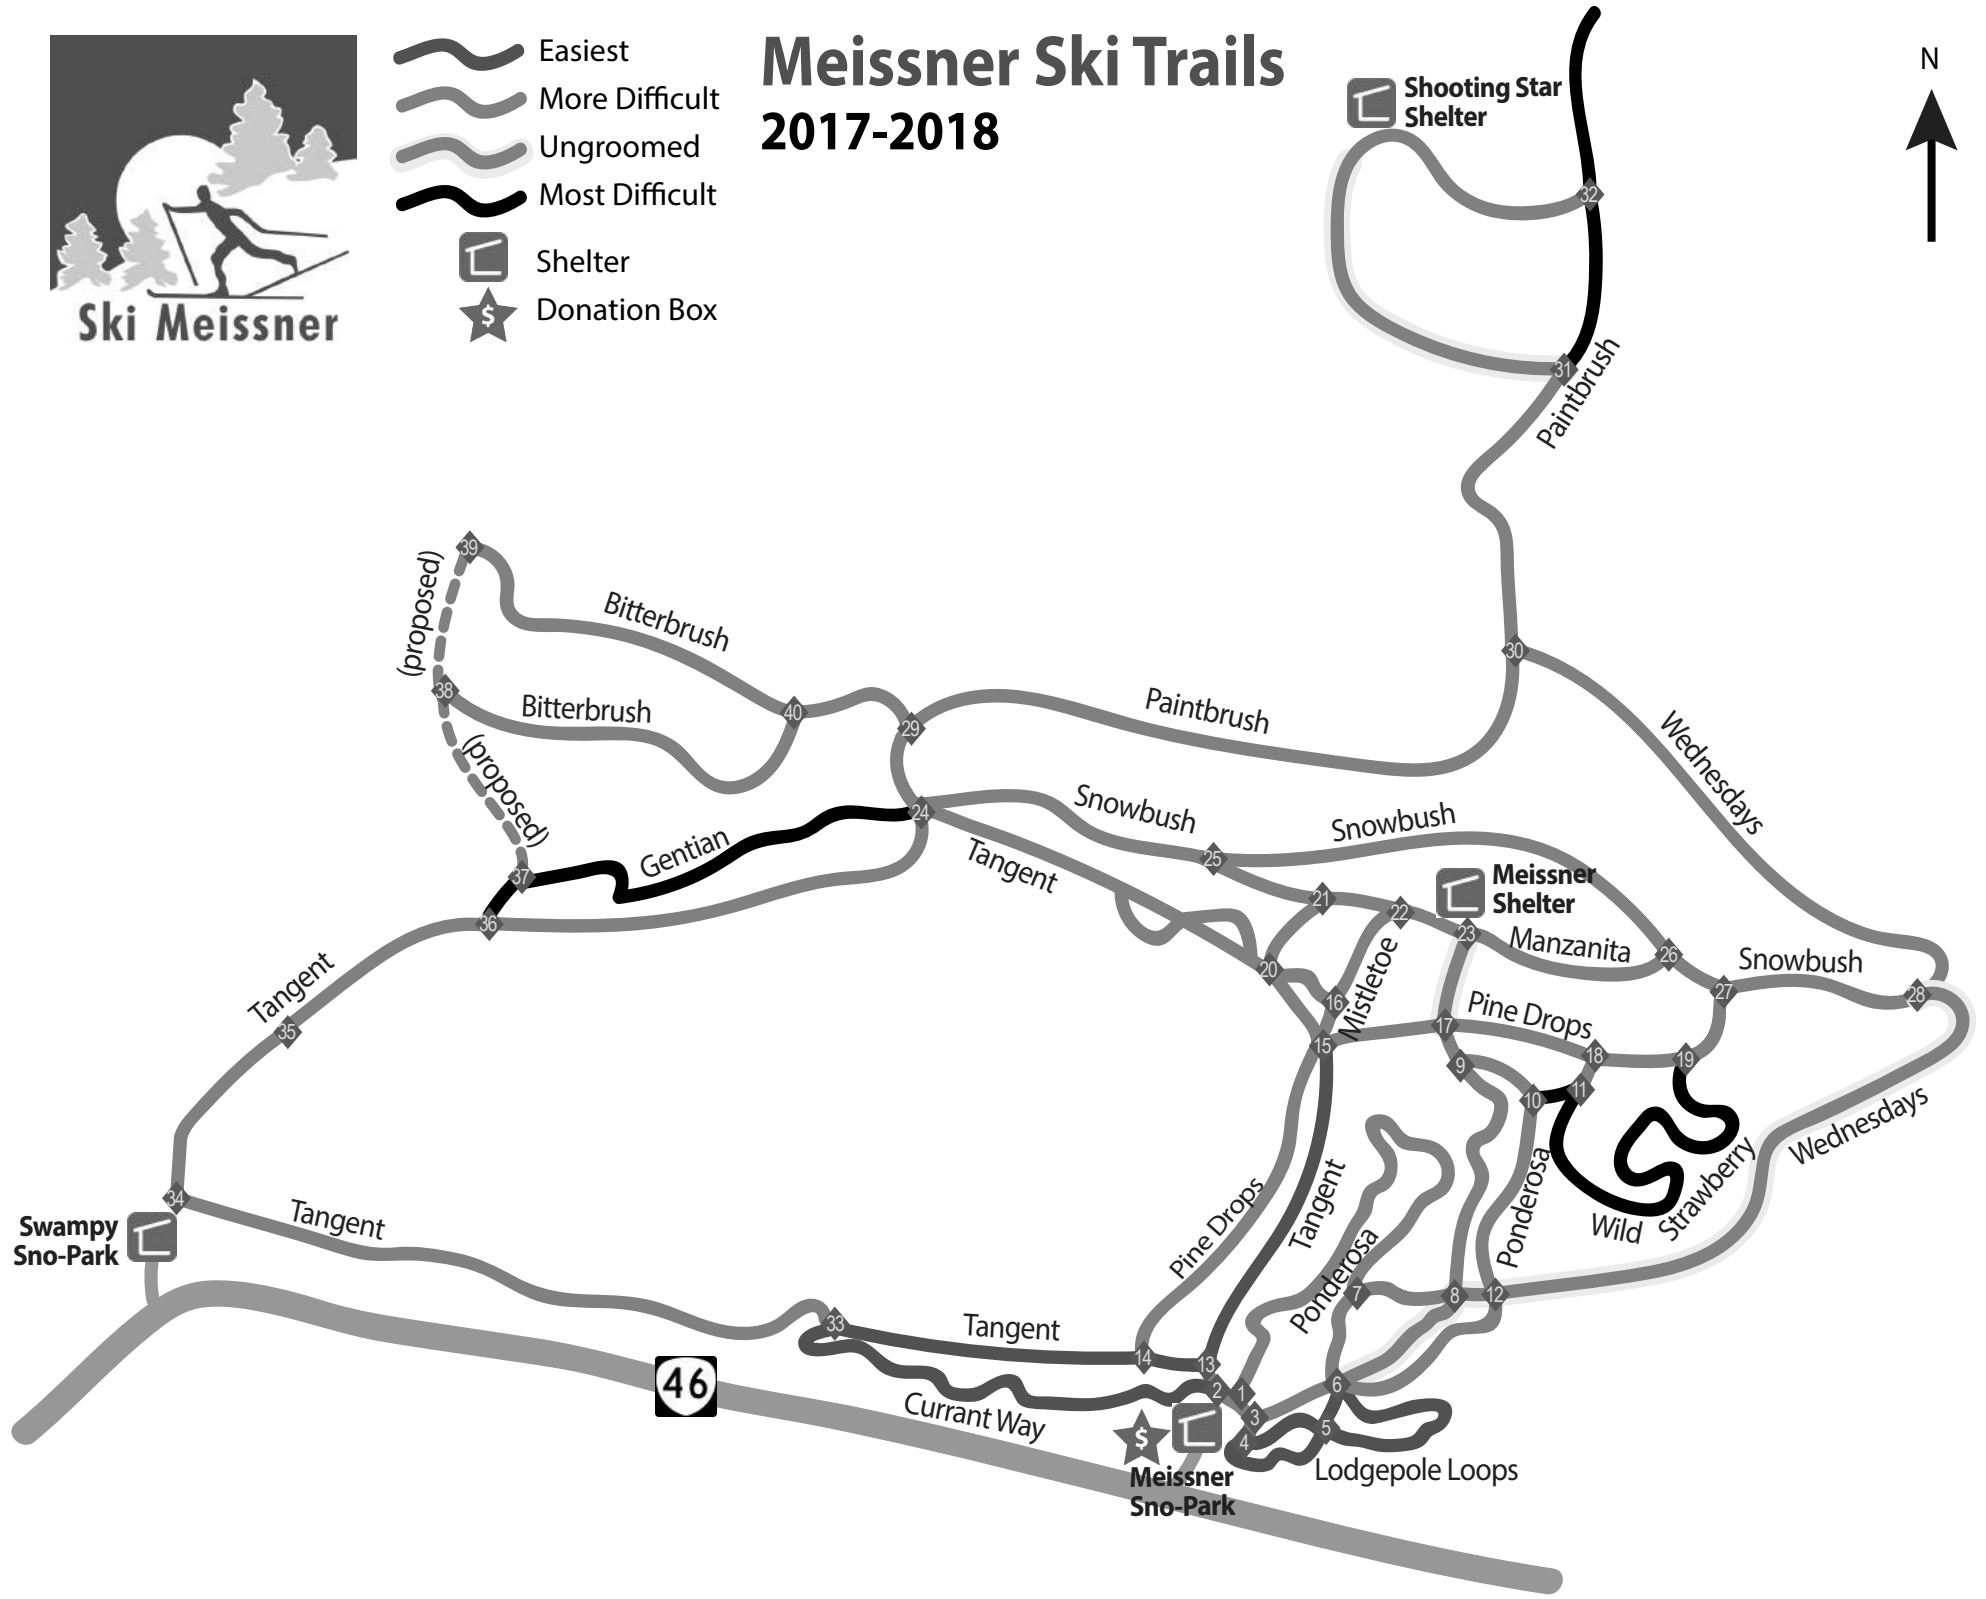 Meissner Ski Trails
2017-2018
Ski Meissner
Easiest
More Difficult
Ungroomed
Most Difficult
Shelter
$
Donation Box
N
Shooting Star
Shelter
32
31
Paintbrush
39
(proposed)
Bitterbrush
30
38
Bitterbrush
40
29
Paintbrush
Wednesdays
(proposed)
24
Snowbush
Snowbush
Gentian
Tangent
25
37
Meissner
Shelter
21
22
36
23
Manzanita
26
Snowbush
Tangent
20
Mistletoe
27
28
16
Pine Drops
35
15
17
18
19
9
11
10
Wednesdays
34
Swampy
Sno-Park
Tangent
Pine Drops
Tangent
Ponderosa
Ponderosa
Wild
Strawberry
7
8
12
33
Tangent
14
13
46
2
1
6
Currant Way
3
5
4
$
Lodgepole Loops
Meissner
Sno-Park